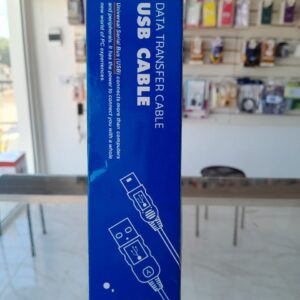 DATA TRANSFER CABLE
USB CABLE
Universal Serial Bus (USB) connects more than computers
and peripherals. It has the power to connect you with a whole
new world of PC experiences.